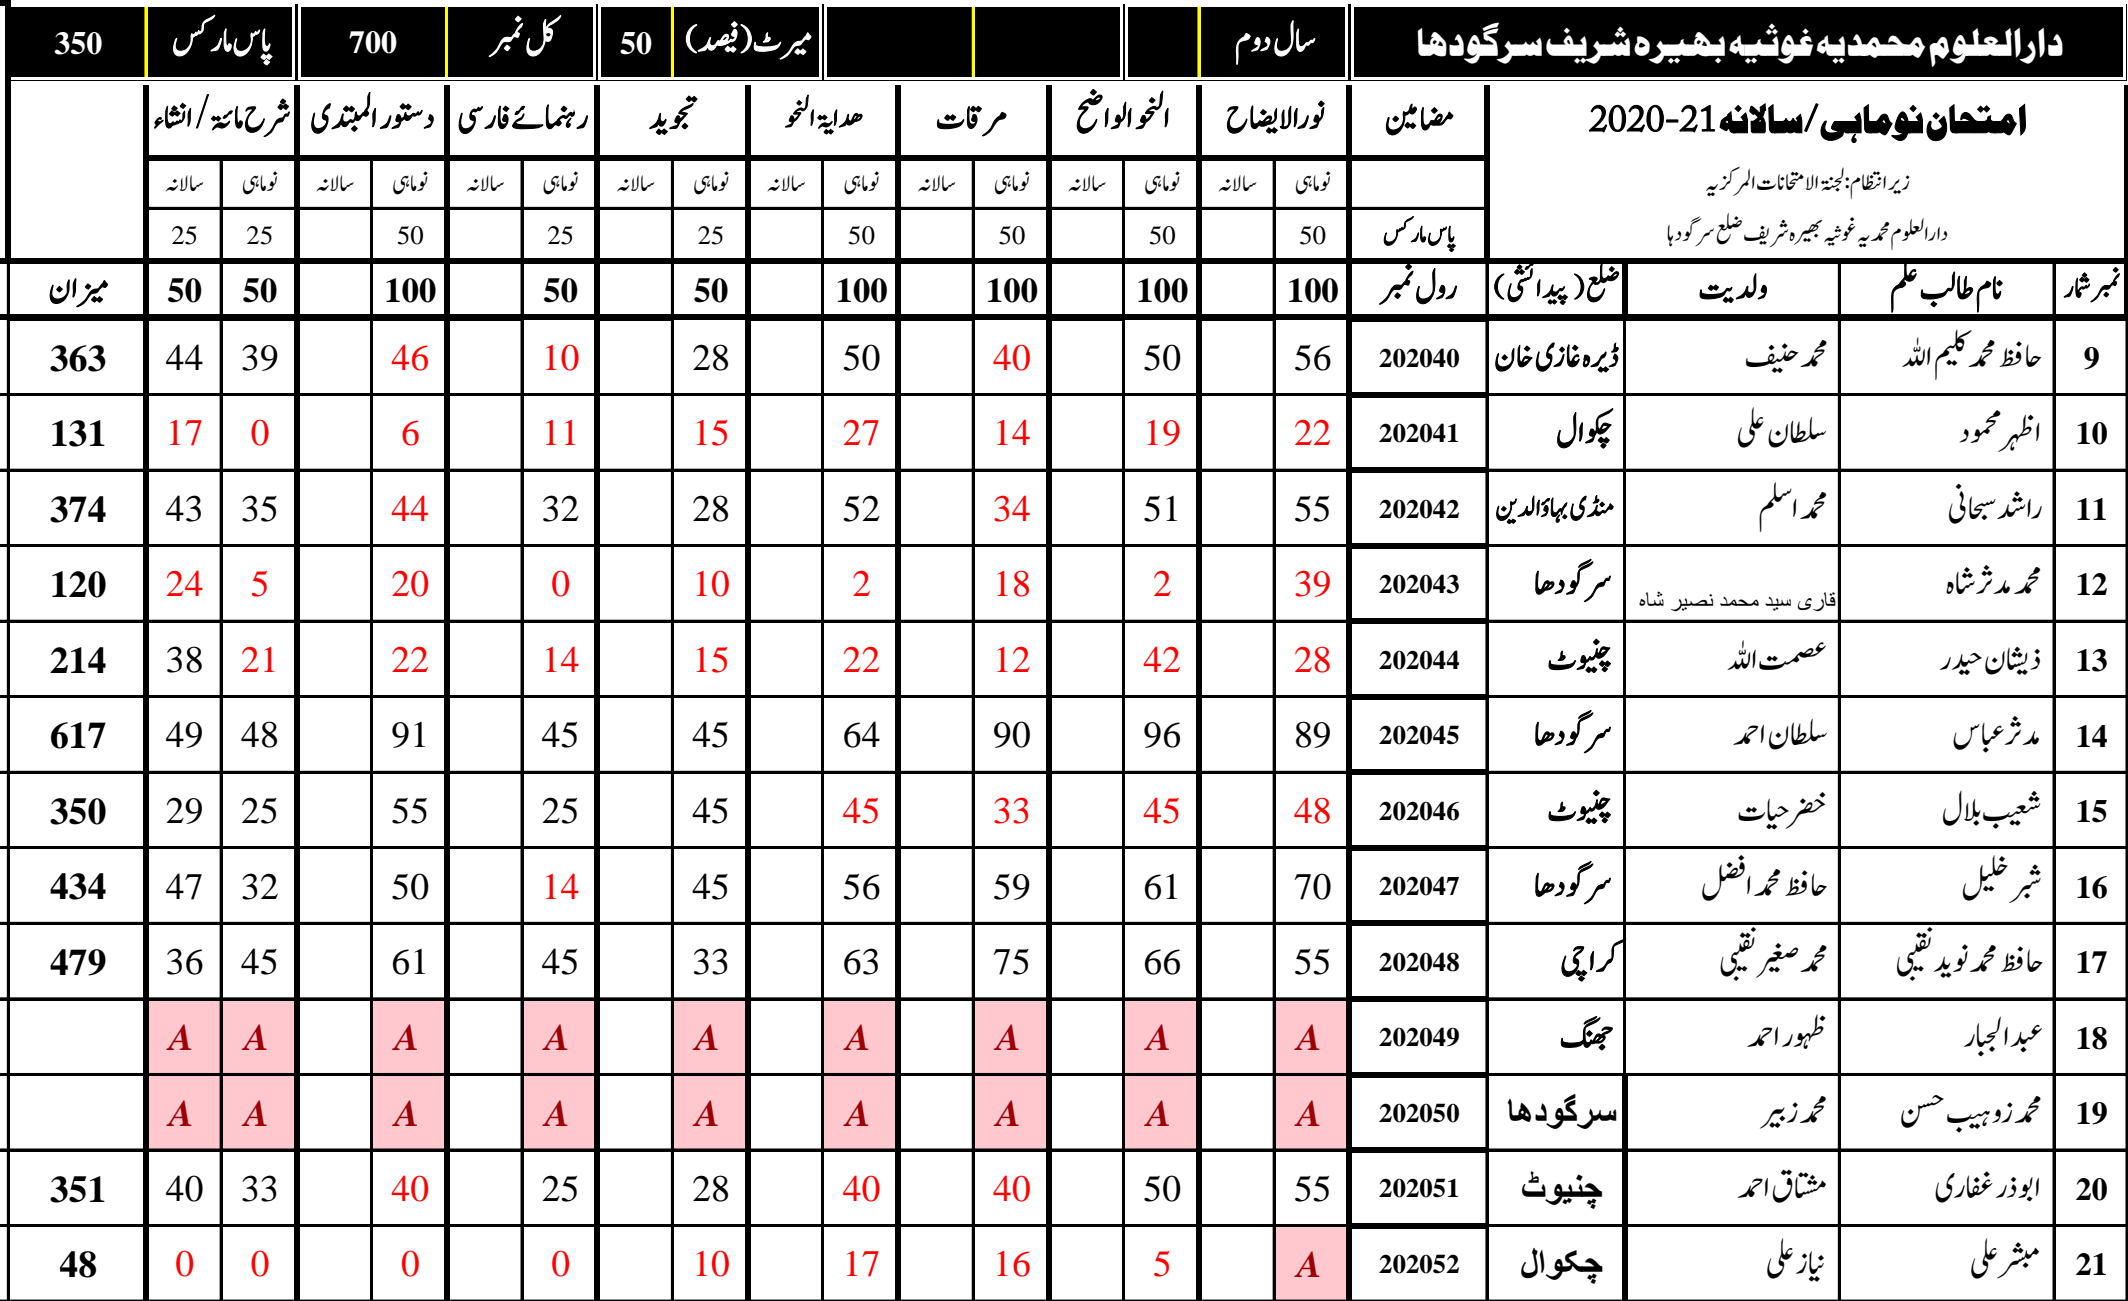 دارالعلوم محمدیه غوثیه بهیره شریف سرگودها سال دوم میرٹ(فیصد) 50 کل نمبر 700 پاس مارکس 350
امتحان نوماہی/سالانہ 2020-21 مضامین نورالایضاح النحوالواضح مرقات هداية النحو تجوید رہنمائے فارسی دستورالمبتدی شرح مائة / انشاء
زیر انتظام: لجنۃ الامتحانات المرکزیہ نوماہی سالانہ نوماہی سالانہ نوماہی سالانہ نوماہی سالانہ نوماہی سالانہ نوماہی سالانہ نوماہی سالانہ نوماہی سالانہ
دارالعلوم محمدیہ غوثیہ بھیرہ شریف ضلع سرگودہا پاس مارکس 50 50 50 50 25 25 50 25 25
نمبر شمار نام طالب علم ولدیت ضلع(پیدائشی) رول نمبر 100 100 100 100 50 50 100 50 50 میزان
9 حافظ محمد کلیم اللہ محمد حنیف ڈیرہ غازی خان 202040 56 50 40 50 28 10 46 39 44 363
10 اظہر محمود سلطان علی چکوال 202041 22 19 14 27 15 11 6 0 17 131
11 راشد سبحانی محمد اسلم منڈی بہاؤالدین 202042 55 51 34 52 28 32 44 35 43 374
12 محمد مدثر شاہ قاری سید محمد نصیر شاہ سرگودھا 202043 39 2 18 2 10 0 20 5 24 120
13 ذیشان حیدر عصمت اللہ چنیوٹ 202044 28 42 12 22 15 14 22 21 38 214
14 مدثر عباس سلطان احمد سرگودھا 202045 89 96 90 64 45 45 91 48 49 617
15 شعیب بلال خضر حیات چنیوٹ 202046 48 45 33 45 45 25 55 25 29 350
16 شبر خلیل حافظ محمد افضل سرگودھا 202047 70 61 59 56 45 14 50 32 47 434
17 حافظ محمد نوید نقیبی محمد صغیر نقیبی کراچی 202048 55 66 75 63 33 45 61 45 36 479
18 عبدالجبار ظہور احمد جھنگ 202049 A A A A A A A A A
19 محمد زوہیب حسن محمد زبیر سرگودھا 202050 A A A A A A A A A
20 ابوذر غفاری مشتاق احمد چنیوٹ 202051 55 50 40 40 28 25 40 33 40 351
21 مبشر علی نیاز علی چکوال 202052 A 5 16 17 10 0 0 0 0 48